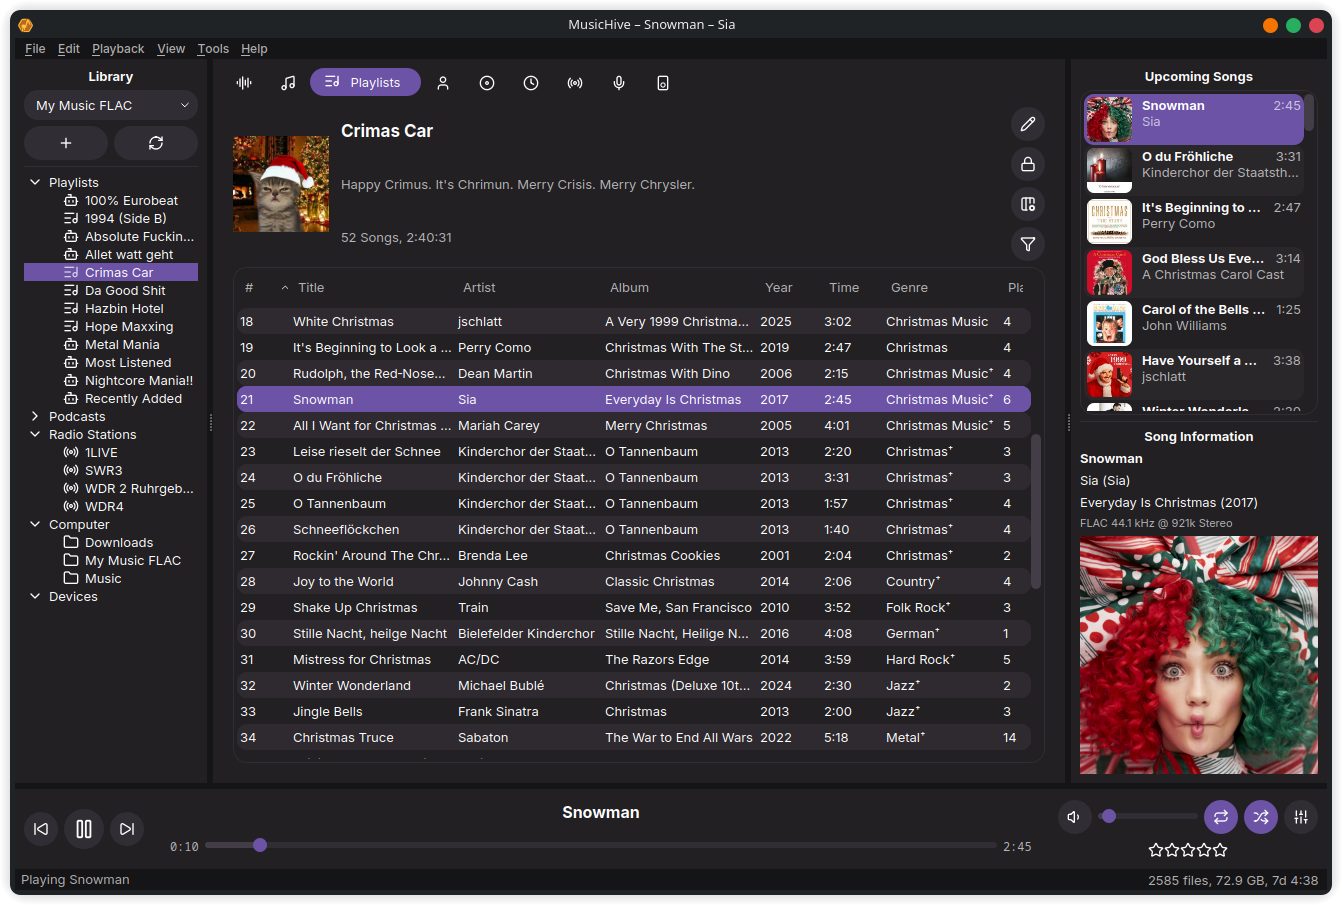 MusicHive – Snowman – Sia
File Edit Playback View Tools Help
Library
My Music FLAC
Playlists
100% Eurobeat
1994 (Side B)
Absolute Fuckin...
Allet watt geht
Crimas Car
Da Good Shit
Hazbin Hotel
Hope Maxxing
Metal Mania
Most Listened
Nightcore Mania!!
Recently Added
Podcasts
Radio Stations
1LIVE
SWR3
WDR 2 Ruhrgeb...
WDR4
Computer
Downloads
My Music FLAC
Music
Devices
Playlists
Crimas Car
Happy Crimus. It's Chrimun. Merry Crisis. Merry Chrysler.
52 Songs, 2:40:31
# Title Artist Album Year Time Genre
18 White Christmas jschlatt A Very 1999 Christma... 2025 3:02 Christmas Music 4
19 It's Beginning to Look a ... Perry Como Christmas With The St... 2019 2:47 Christmas 4
20 Rudolph, the Red-Nose... Dean Martin Christmas With Dino 2006 2:15 Christmas Music⁺ 4
21 Snowman Sia Everyday Is Christmas 2017 2:45 Christmas Music⁺ 6
22 All I Want for Christmas ... Mariah Carey Merry Christmas 2005 4:01 Christmas Music⁺ 5
23 Leise rieselt der Schnee Kinderchor der Staat... O Tannenbaum 2013 2:20 Christmas⁺ 3
24 O du Fröhliche Kinderchor der Staat... O Tannenbaum 2013 3:31 Christmas⁺ 3
25 O Tannenbaum Kinderchor der Staat... O Tannenbaum 2013 1:57 Christmas⁺ 4
26 Schneeflöckchen Kinderchor der Staat... O Tannenbaum 2013 1:40 Christmas⁺ 4
27 Rockin' Around The Chr... Brenda Lee Christmas Cookies 2001 2:04 Christmas⁺ 2
28 Joy to the World Johnny Cash Classic Christmas 2014 2:06 Country⁺ 4
29 Shake Up Christmas Train Save Me, San Francisco 2010 3:52 Folk Rock⁺ 3
30 Stille Nacht, heilge Nacht Bielefelder Kinderchor Stille Nacht, Heilige N... 2016 4:08 German⁺ 1
31 Mistress for Christmas AC/DC The Razors Edge 2014 3:59 Hard Rock⁺ 5
32 Winter Wonderland Michael Bublé Christmas (Deluxe 10t... 2024 2:30 Jazz⁺ 2
33 Jingle Bells Frank Sinatra Christmas 2013 2:00 Jazz⁺ 3
34 Christmas Truce Sabaton The War to End All Wars 2022 5:18 Metal⁺ 14
Upcoming Songs
Snowman 2:45
Sia
O du Fröhliche 3:31
Kinderchor der Staatsth...
It's Beginning to ... 2:47
Perry Como
God Bless Us Eve... 3:14
A Christmas Carol Cast
Carol of the Bells ... 1:25
John Williams
Have Yourself a ... 3:38
jschlatt
Song Information
Snowman
Sia (Sia)
Everyday Is Christmas (2017)
FLAC 44.1 kHz @ 921k Stereo
Snowman
0:10 2:45
Playing Snowman
2585 files, 72.9 GB, 7d 4:38